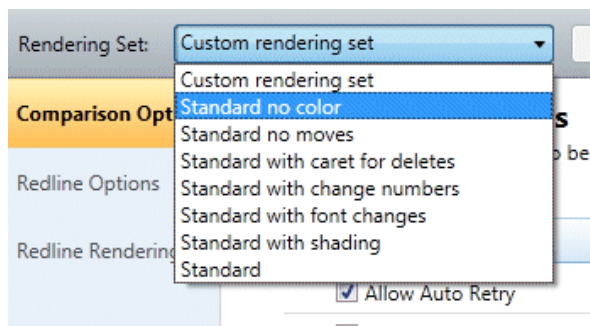 Rendering Set: Custom rendering set
Custom rendering set
Comparison Opt Standard no color s
Standard no moves
Standard with caret for deletes be
Redline Options Standard with change numbers
Standard with font changes
Redline Rendering Standard with shading
Standard
Allow Auto Retry